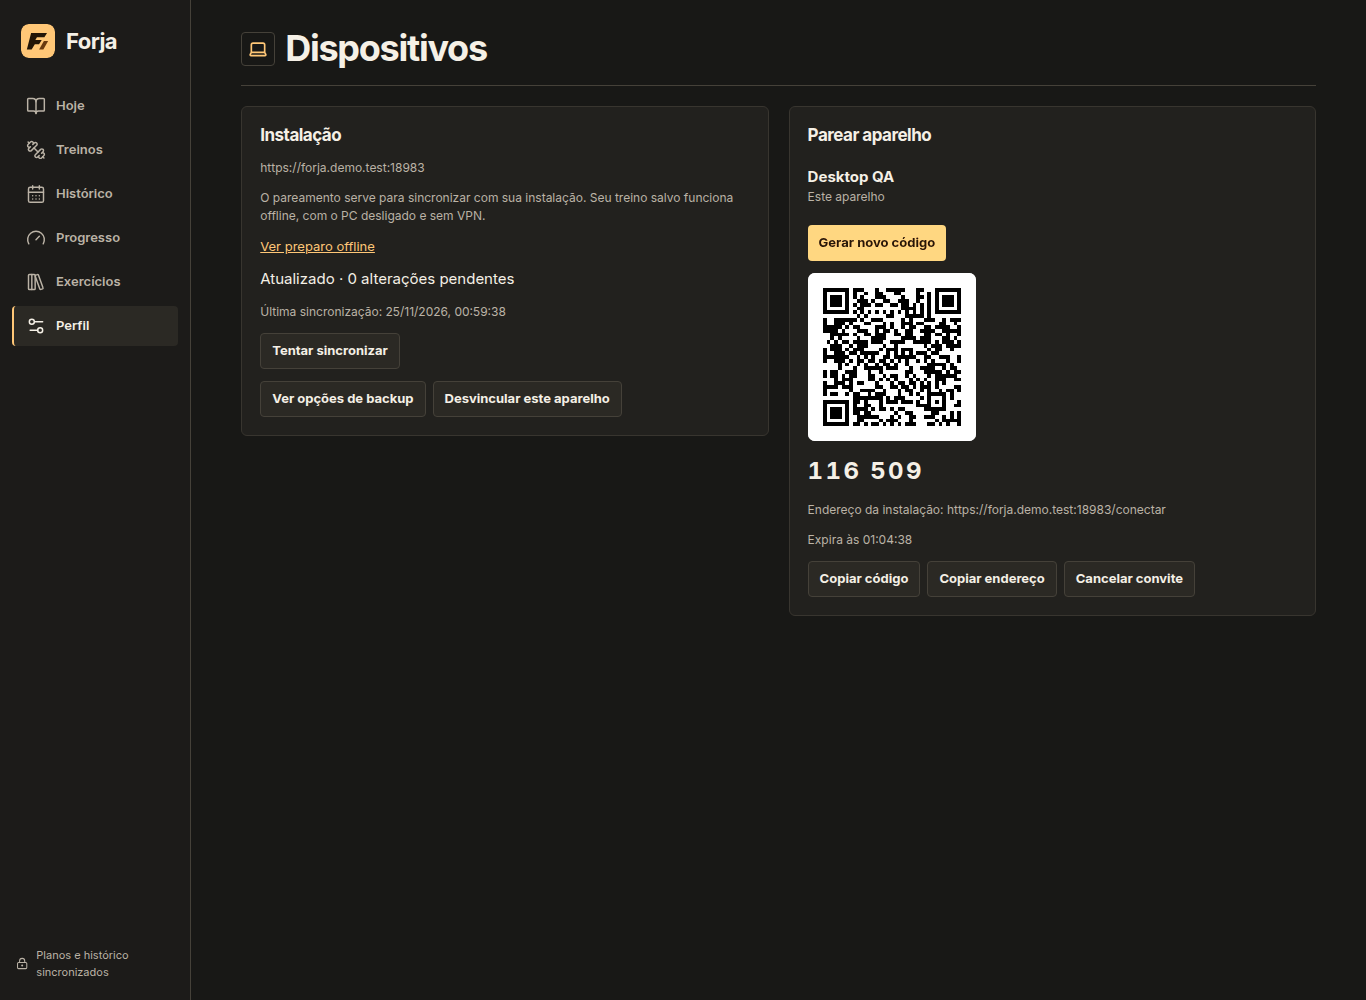 Forja
Hoje
Treinos
Histórico
Progresso
Exercícios
Perfil
Planos e histórico
sincronizados
Dispositivos
Instalação
https://forja.demo.test:18983
O pareamento serve para sincronizar com sua instalação. Seu treino salvo funciona
offline, com o PC desligado e sem VPN.
Ver preparo offline
Atualizado · 0 alterações pendentes
Última sincronização: 25/11/2026, 00:59:38
Tentar sincronizar
Ver opções de backup
Desvincular este aparelho
Parear aparelho
Desktop QA
Este aparelho
Gerar novo código
116 509
Endereço da instalação: https://forja.demo.test:18983/conectar
Expira às 01:04:38
Copiar código
Copiar endereço
Cancelar convite